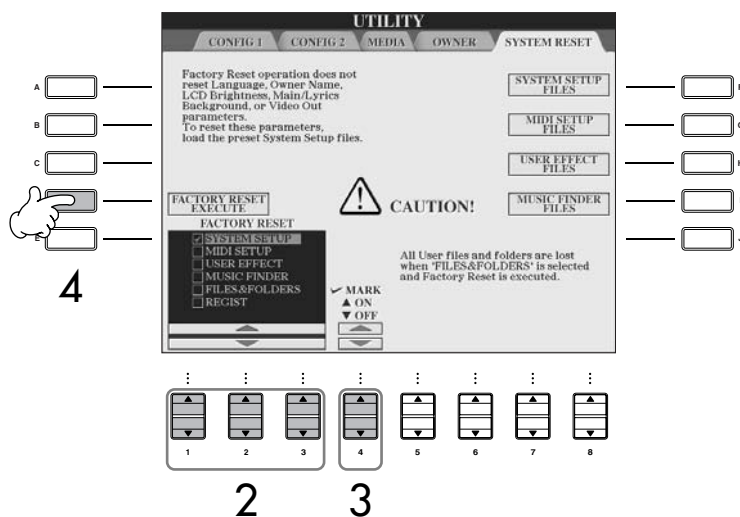 UTILITY
CONFIG 1 CONFIG 2 MEDIA OWNER SYSTEM RESET
Factory Reset operation does not
reset Language, Owner Name,
LCD Brightness, Main/Lyrics
Background, or Video Out
parameters.
To reset these parameters,
load the preset System Setup files.
SYSTEM SETUP
FILES
MIDI SETUP
FILES
USER EFFECT
FILES
MUSIC FINDER
FILES
A
B
C
E
4
FACTORY RESET
EXECUTE
CAUTION!
FACTORY RESET
SYSTEM SETUP
MIDI SETUP
USER EFFECT
MUSIC FINDER
FILES&FOLDERS
REGIST
MARK
▲ ON
▼ OFF
All User files and folders are lost
when "FILES&FOLDERS" is selected
and Factory Reset is executed.
1 2 3 4 5 6 7 8
2 3